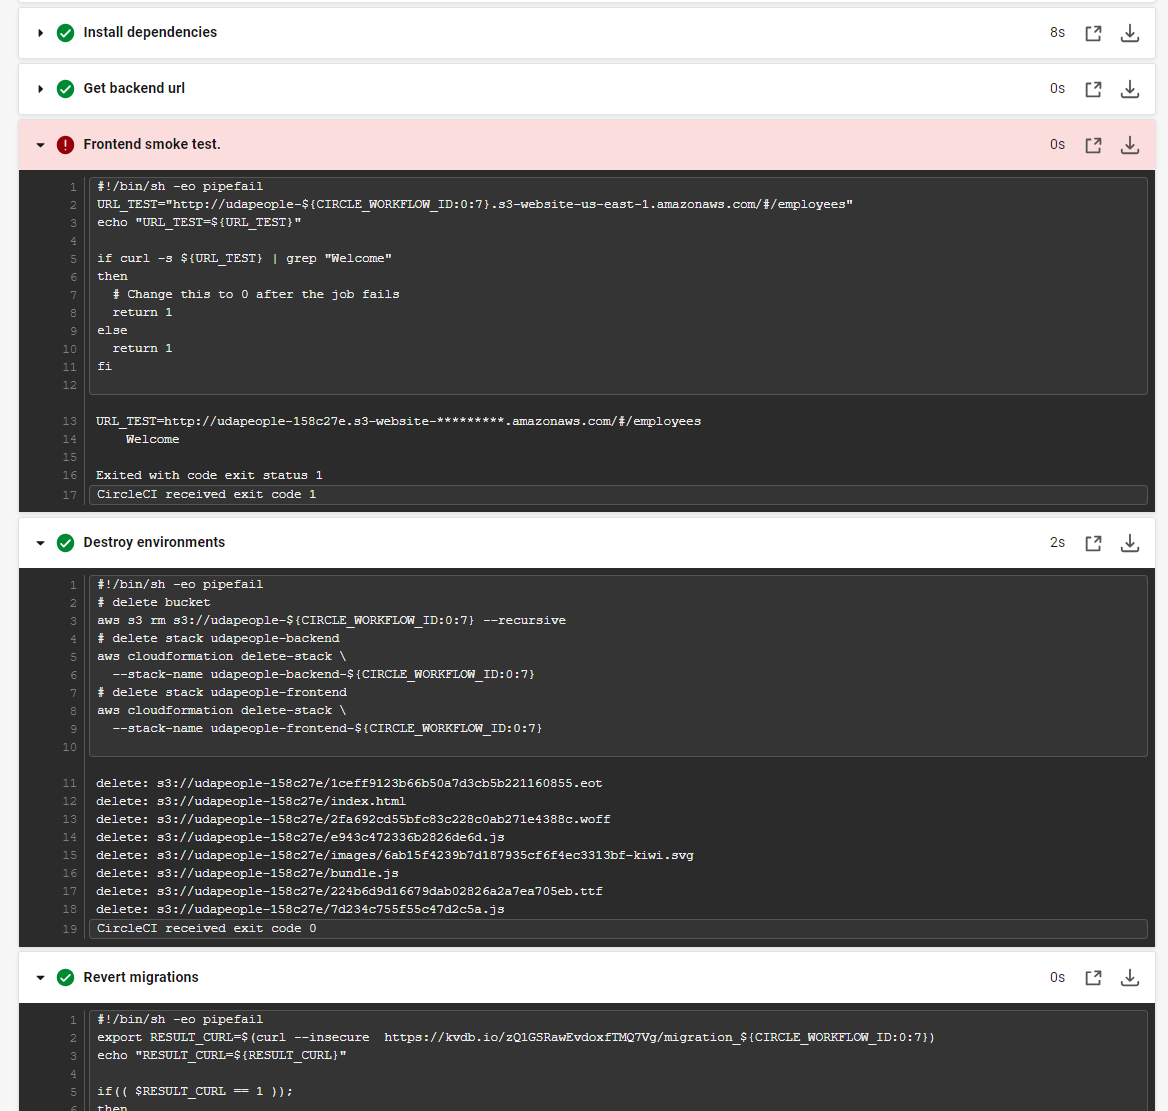 Install dependencies 8s
Get backend url 0s
Frontend smoke test. 0s
1 #!/bin/sh -eo pipefail
2 URL_TEST="http://udapeople-${CIRCLE_WORKFLOW_ID:0:7}.s3-website-us-east-1.amazonaws.com/#/employees"
3 echo "URL_TEST=${URL_TEST}"
4
5 if curl -s ${URL_TEST} | grep "Welcome"
6 then
7 # Change this to 0 after the job fails
8 return 1
9 else
10 return 1
11 fi
12
13 URL_TEST=http://udapeople-158c27e.s3-website-*********.amazonaws.com/#/employees
14 Welcome
15
16 Exited with code exit status 1
17 CircleCI received exit code 1
Destroy environments 2s
1 #!/bin/sh -eo pipefail
2 # delete bucket
3 aws s3 rm s3://udapeople-${CIRCLE_WORKFLOW_ID:0:7} --recursive
4 # delete stack udapeople-backend
5 aws cloudformation delete-stack \
6 --stack-name udapeople-backend-${CIRCLE_WORKFLOW_ID:0:7}
7 # delete stack udapeople-frontend
8 aws cloudformation delete-stack \
9 --stack-name udapeople-frontend-${CIRCLE_WORKFLOW_ID:0:7}
10
11 delete: s3://udapeople-158c27e/1ceff9123b66b50a7d3cb5b221160855.eot
12 delete: s3://udapeople-158c27e/index.html
13 delete: s3://udapeople-158c27e/2fa692cd55bfc83c228c0ab271e4388c.woff
14 delete: s3://udapeople-158c27e/e943c472336b2826de6d.js
15 delete: s3://udapeople-158c27e/images/6ab15f4239b7d187935cf6f4ec3313bf-kiwi.svg
16 delete: s3://udapeople-158c27e/bundle.js
17 delete: s3://udapeople-158c27e/224b6d9d16679dab02826a2a7ea705eb.ttf
18 delete: s3://udapeople-158c27e/7d234c755f55c47d2c5a.js
19 CircleCI received exit code 0
Revert migrations 0s
1 #!/bin/sh -eo pipefail
2 export RESULT_CURL=$(curl --insecure https://kvdb.io/zQ1GSRawEvdoxfTMQ7Vg/migration_${CIRCLE_WORKFLOW_ID:0:7})
3 echo "RESULT_CURL=${RESULT_CURL}"
4
5 if(( $RESULT_CURL == 1 ));
6 then